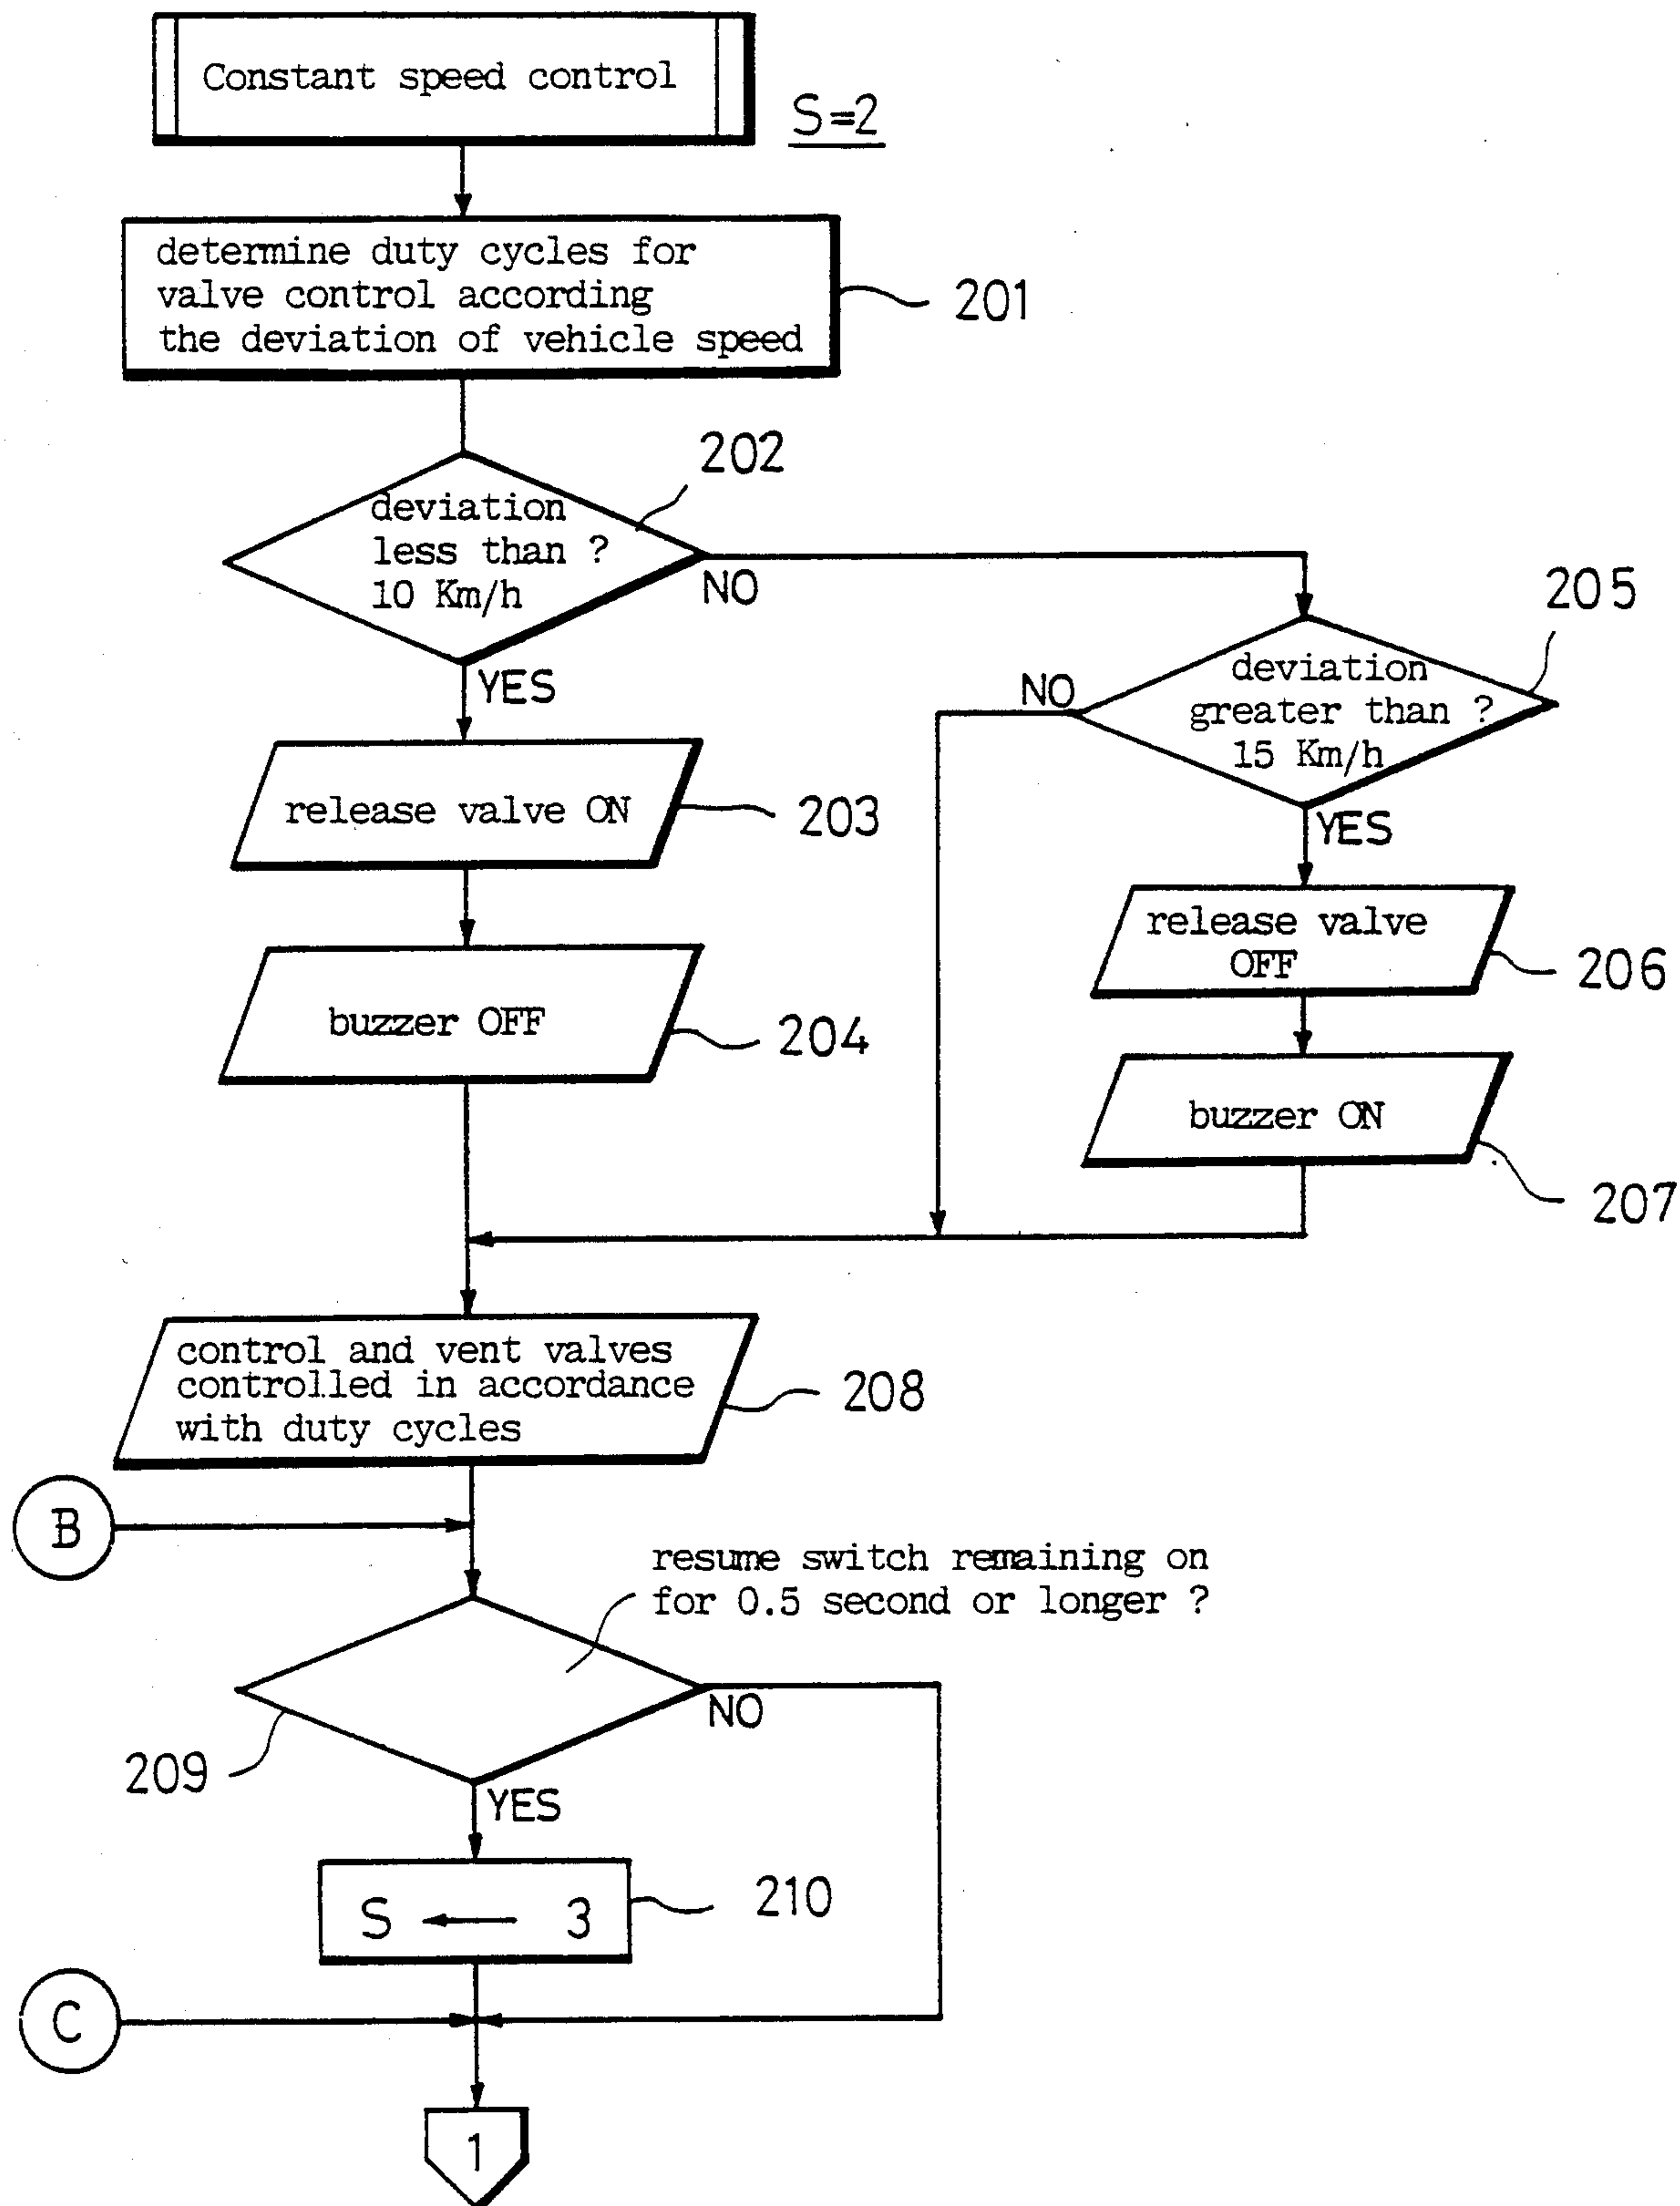 Constant speed control
S=2
determine duty cycles for
valve control according
the deviation of vehicle speed
201
202
deviation
less than ?
10 Km/h
NO
YES
205
deviation
greater than ?
15 Km/h
NO
YES
release valve ON
203
release valve
OFF
206
buzzer OFF
204
buzzer ON
207
control and vent valves
controlled in accordance
with duty cycles
208
B
resume switch remaining on
for 0.5 second or longer ?
NO
209
YES
S ← 3
210
C
1